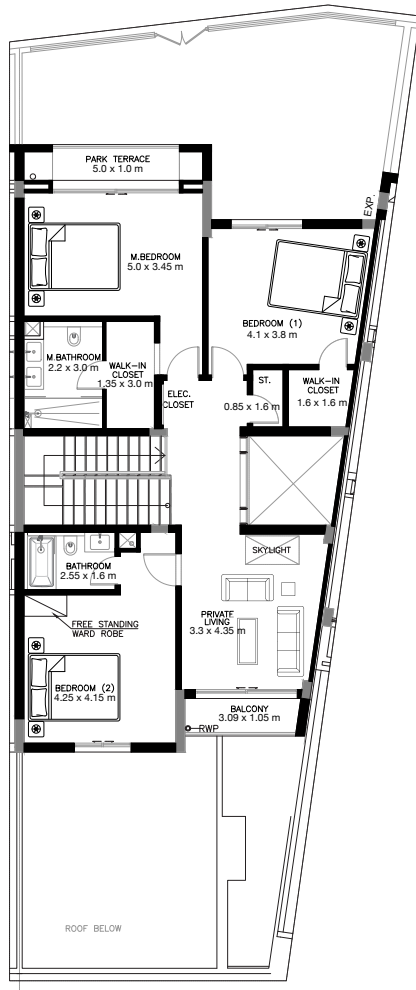 PARK TERRACE
5.0 x 1.0 m
EXP.
M.BEDROOM
5.0 x 3.45 m
BEDROOM (1)
4.1 x 3.8 m
M.BATHROOM
2.2 x 3.0 m
WALK-IN
CLOSET
1.35 x 3.0 m
ELEC.
CLOSET
ST.
0.85 x 1.6 m
WALK-IN
CLOSET
1.6 x 1.6 m
SKYLIGHT
BATHROOM
2.55 x 1.6 m
PRIVATE
LIVING
3.3 x 4.35 m
FREE STANDING
WARD ROBE
BEDROOM (2)
4.25 x 4.15 m
BALCONY
3.09 x 1.05 m
RWP
ROOF BELOW